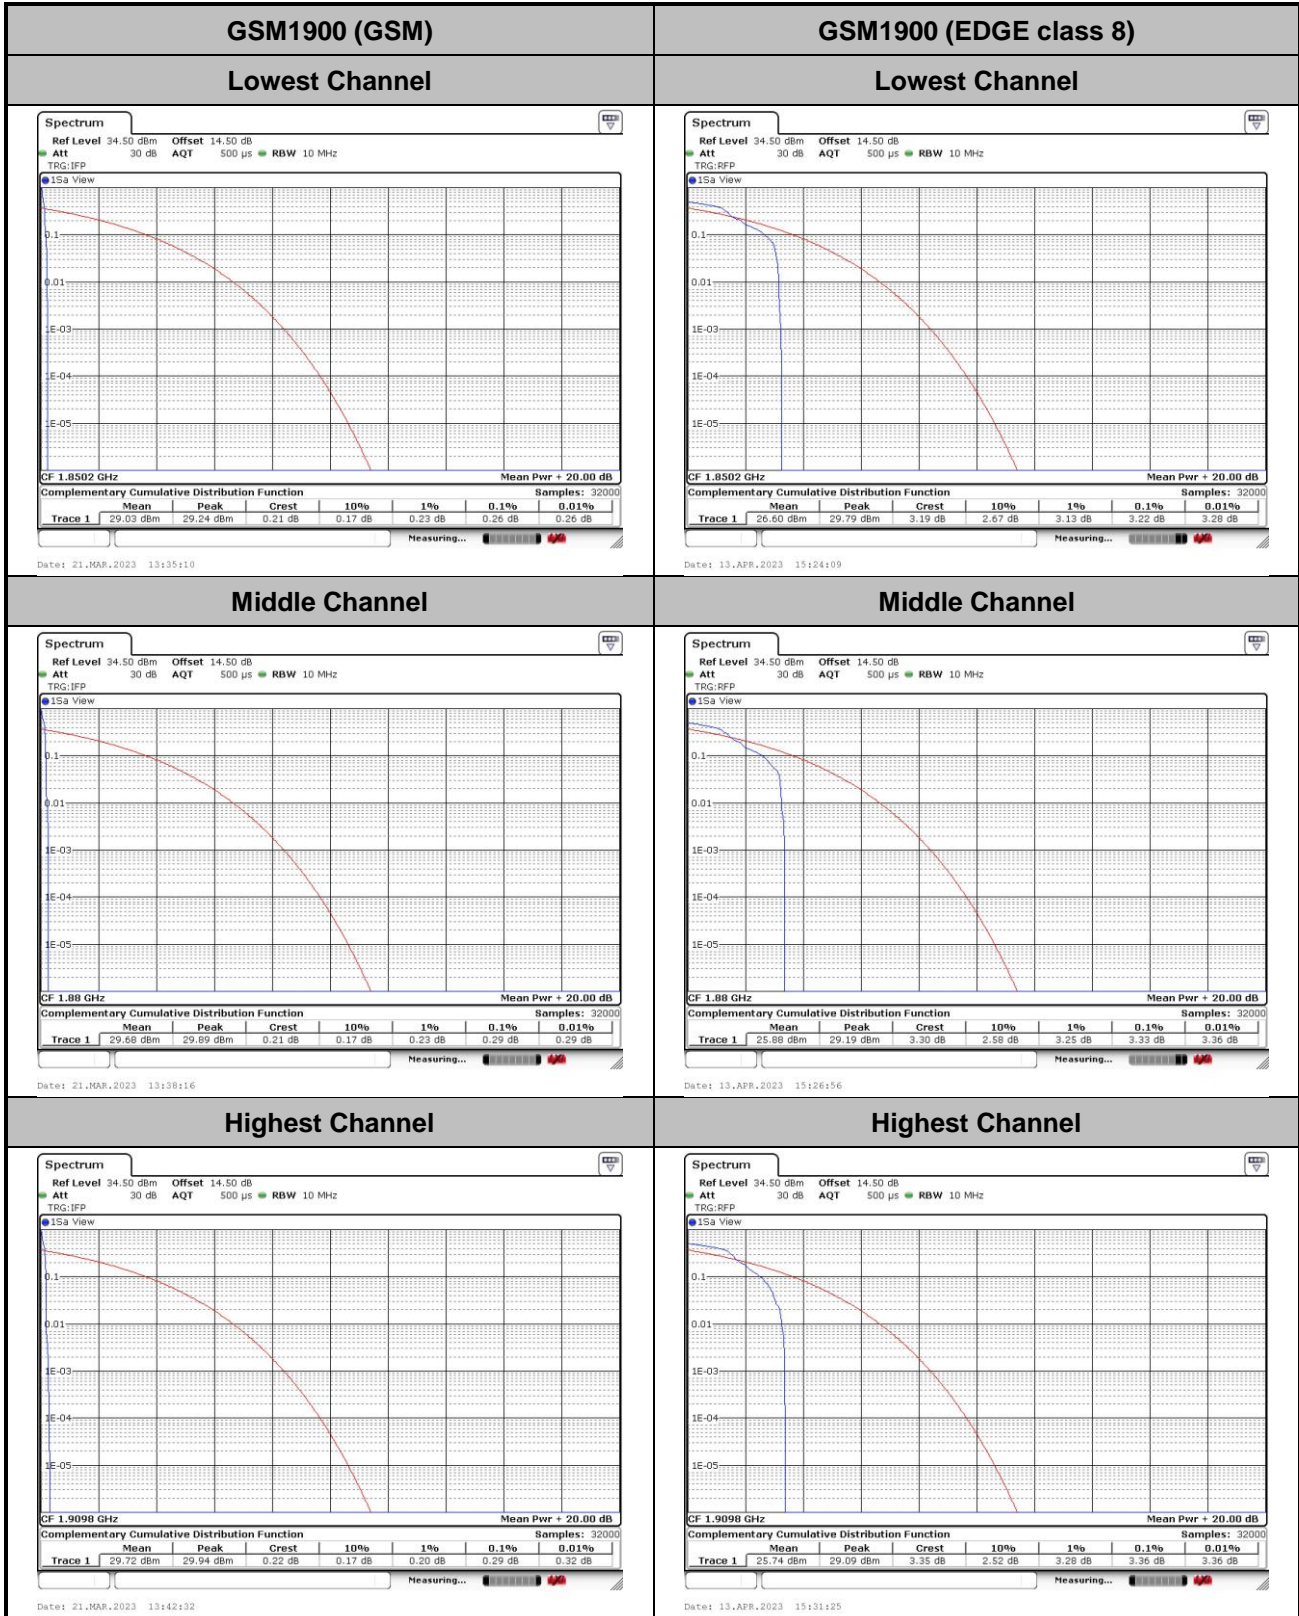 GSM1900 (GSM) GSM1900 (EDGE class 8)
Lowest Channel Lowest Channel
Spectrum
Ref Level 34.50 dBm Offset 14.50 dB
Att 30 dB AQT 500 µs RBW 10 MHz
TRG:IFP
1Sa View
0.1
0.01
1E-03
1E-04
1E-05
CF 1.8502 GHz Mean Pwr + 20.00 dB
Complementary Cumulative Distribution Function Samples: 32000
Mean Peak Crest 10% 1% 0.1% 0.01%
Trace 1 29.03 dBm 29.24 dBm 0.21 dB 0.17 dB 0.23 dB 0.26 dB 0.26 dB
Measuring...
Date: 21.MAR.2023 13:35:10
Spectrum
Ref Level 34.50 dBm Offset 14.50 dB
Att 30 dB AQT 500 µs RBW 10 MHz
TRG:RFP
1Sa View
0.1
0.01
1E-03
1E-04
1E-05
CF 1.8502 GHz Mean Pwr + 20.00 dB
Complementary Cumulative Distribution Function Samples: 32000
Mean Peak Crest 10% 1% 0.1% 0.01%
Trace 1 26.60 dBm 29.79 dBm 3.19 dB 2.67 dB 3.13 dB 3.22 dB 3.28 dB
Measuring...
Date: 13.APR.2023 15:24:09
Middle Channel Middle Channel
Spectrum
Ref Level 34.50 dBm Offset 14.50 dB
Att 30 dB AQT 500 µs RBW 10 MHz
TRG:IFP
1Sa View
0.1
0.01
1E-03
1E-04
1E-05
CF 1.88 GHz Mean Pwr + 20.00 dB
Complementary Cumulative Distribution Function Samples: 32000
Mean Peak Crest 10% 1% 0.1% 0.01%
Trace 1 29.68 dBm 29.89 dBm 0.21 dB 0.17 dB 0.23 dB 0.29 dB 0.29 dB
Measuring...
Date: 21.MAR.2023 13:38:16
Spectrum
Ref Level 34.50 dBm Offset 14.50 dB
Att 30 dB AQT 500 µs RBW 10 MHz
TRG:RFP
1Sa View
0.1
0.01
1E-03
1E-04
1E-05
CF 1.88 GHz Mean Pwr + 20.00 dB
Complementary Cumulative Distribution Function Samples: 32000
Mean Peak Crest 10% 1% 0.1% 0.01%
Trace 1 25.88 dBm 29.19 dBm 3.30 dB 2.58 dB 3.25 dB 3.33 dB 3.36 dB
Measuring...
Date: 13.APR.2023 15:26:56
Highest Channel Highest Channel
Spectrum
Ref Level 34.50 dBm Offset 14.50 dB
Att 30 dB AQT 500 µs RBW 10 MHz
TRG:IFP
1Sa View
0.1
0.01
1E-03
1E-04
1E-05
CF 1.9098 GHz Mean Pwr + 20.00 dB
Complementary Cumulative Distribution Function Samples: 32000
Mean Peak Crest 10% 1% 0.1% 0.01%
Trace 1 29.72 dBm 29.94 dBm 0.22 dB 0.17 dB 0.20 dB 0.29 dB 0.32 dB
Measuring...
Date: 21.MAR.2023 13:42:32
Spectrum
Ref Level 34.50 dBm Offset 14.50 dB
Att 30 dB AQT 500 µs RBW 10 MHz
TRG:RFP
1Sa View
0.1
0.01
1E-03
1E-04
1E-05
CF 1.9098 GHz Mean Pwr + 20.00 dB
Complementary Cumulative Distribution Function Samples: 32000
Mean Peak Crest 10% 1% 0.1% 0.01%
Trace 1 25.74 dBm 29.09 dBm 3.35 dB 2.52 dB 3.28 dB 3.36 dB 3.36 dB
Measuring...
Date: 13.APR.2023 15:31:25